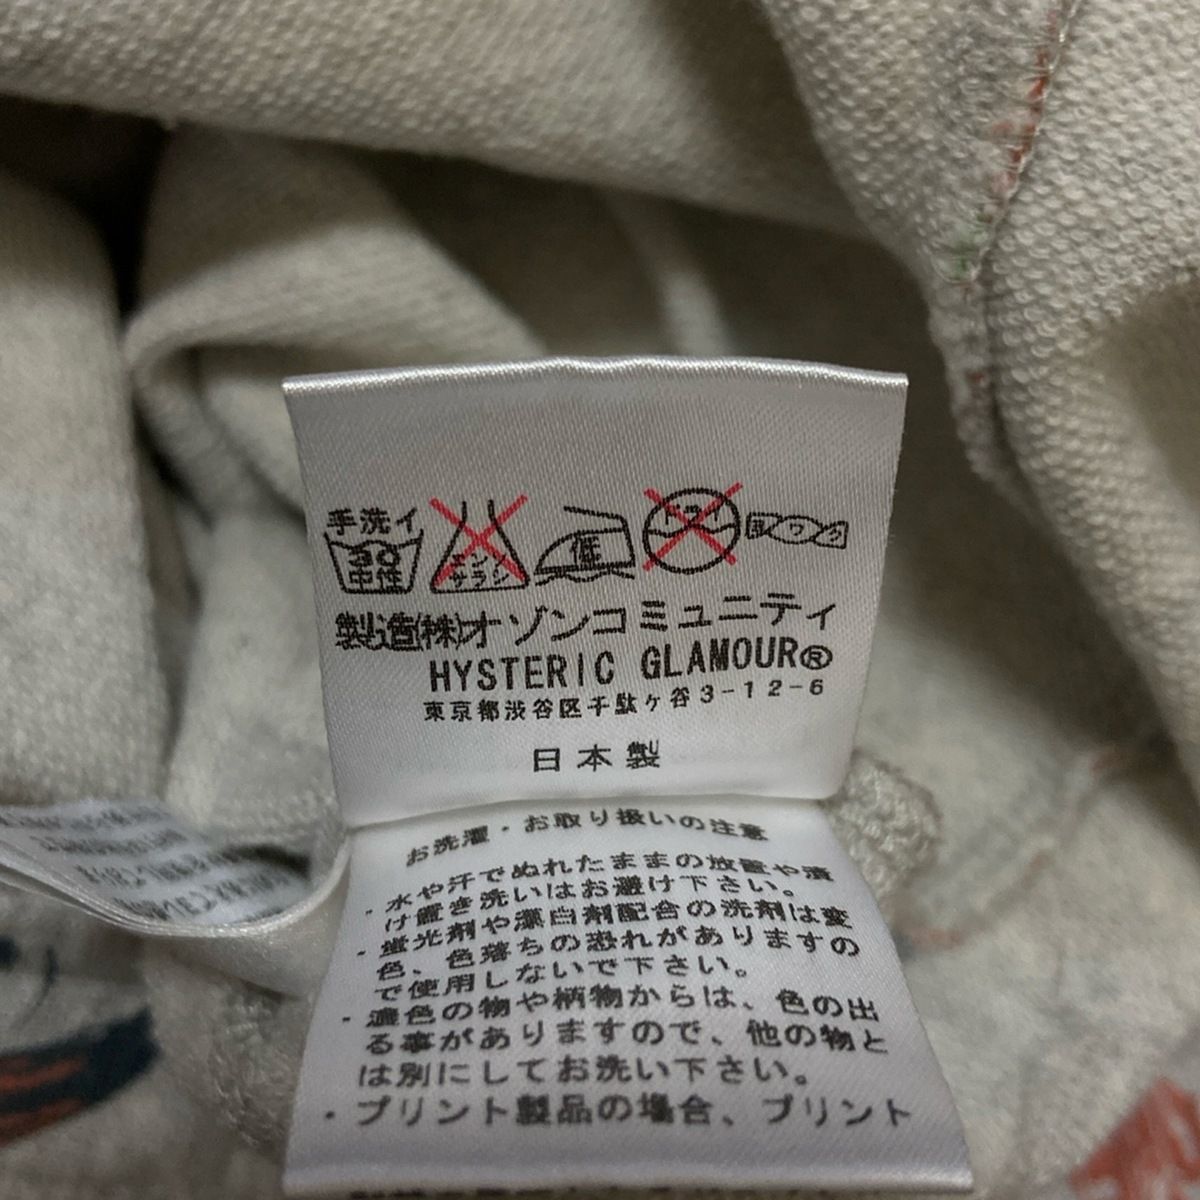 手洗イ
30
中性
エンソ
サラシ
低
ドライ
ヨワク
製造(株)オゾンコミュニティ
HYSTERIC GLAMOUR®
東京都渋谷区千駄ケ谷3-12-6
日本製
お洗濯・お取り扱いの注意
・水や汗でぬれたままの放置や漬
け置き洗いはお避け下さい。
・蛍光剤や漂白剤配合の洗剤は変
色、色落ちの恐れがありますの
で使用しないで下さい。
・濃色の物や柄物からは、色の出
る事がありますので、他の物と
は別にしてお洗い下さい。
・プリント製品の場合、プリント